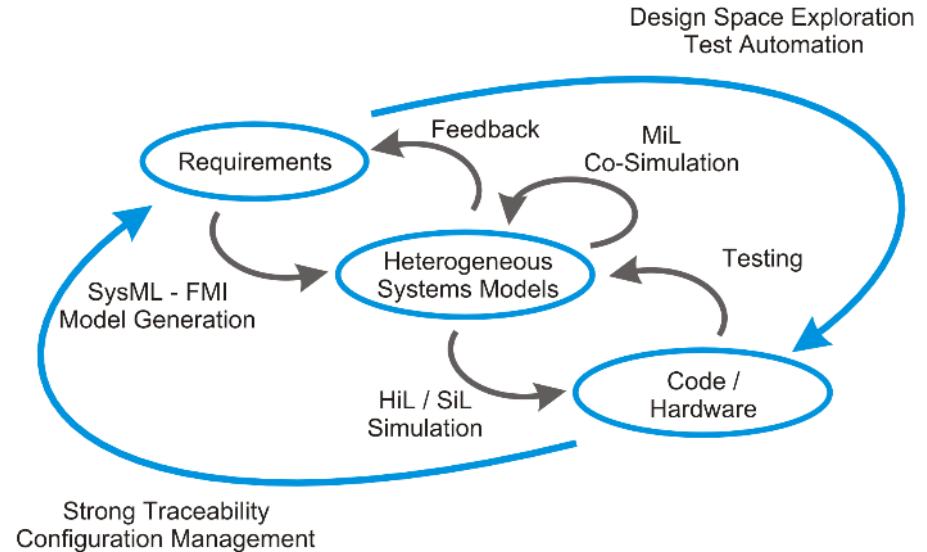 Design Space Exploration
Test Automation
Feedback
MiL
Co-Simulation
Requirements
Heterogeneous
Systems Models
Testing
SysML - FMI
Model Generation
Code /
Hardware
HiL / SiL
Simulation
Strong Traceability
Configuration Management